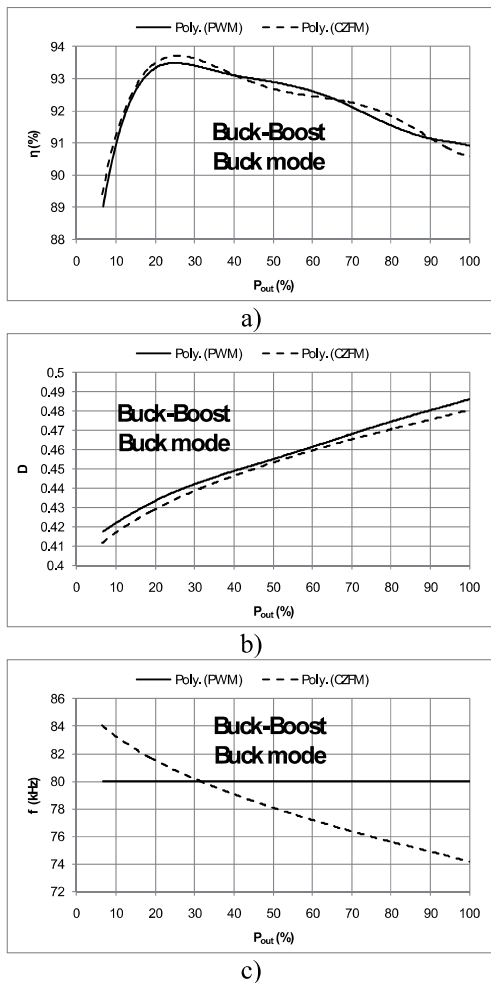 Poly. (PWM) Poly. (CZFM)
94
93
92
91
90
89
88
η (%)
Buck-Boost
Buck mode
0 10 20 30 40 50 60 70 80 90 100
Pout (%)
a)
Poly. (PWM) Poly. (CZFM)
0,5
0,49
0,48
0,47
0,46
0,45
0,44
0,43
0,42
0,41
0,4
D
Buck-Boost
Buck mode
0 10 20 30 40 50 60 70 80 90 100
Pout (%)
b)
Poly. (PWM) Poly. (CZFM)
86
84
82
80
78
76
74
72
f (kHz)
Buck-Boost
Buck mode
0 10 20 30 40 50 60 70 80 90 100
Pout (%)
c)